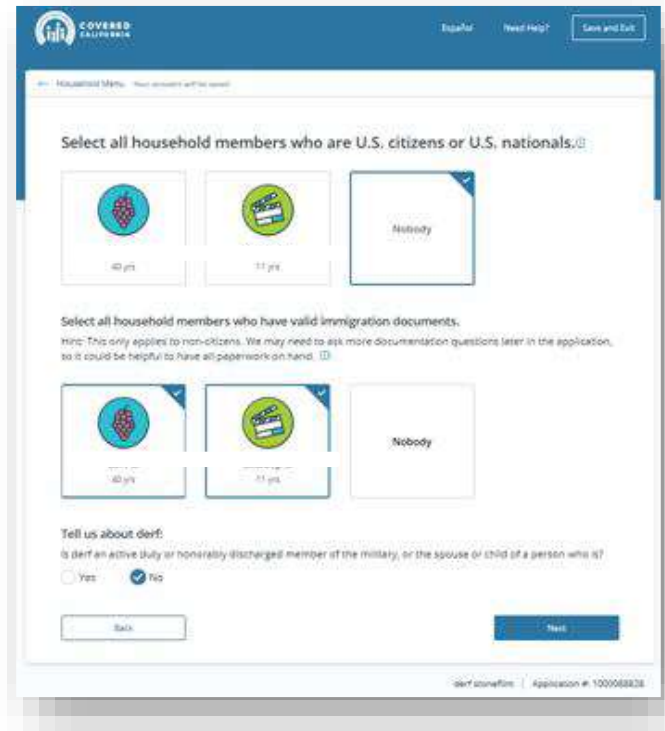 COVERED
CALIFORNIA
Español Need Help? Save and Exit
← Household Menu Your answers will be saved
Select all household members who are U.S. citizens or U.S. nationals.
Nobody
40 yrs 11 yrs
Select all household members who have valid immigration documents.
Hint: This only applies to non-citizens. We may need to ask more documentation questions later in the application,
so it could be helpful to have all paperwork on hand.
Nobody
40 yrs 11 yrs
Tell us about derf:
Is derf an active duty or honorably discharged member of the military, or the spouse or child of a person who is?
Yes No
Back Next
derf | Application #: